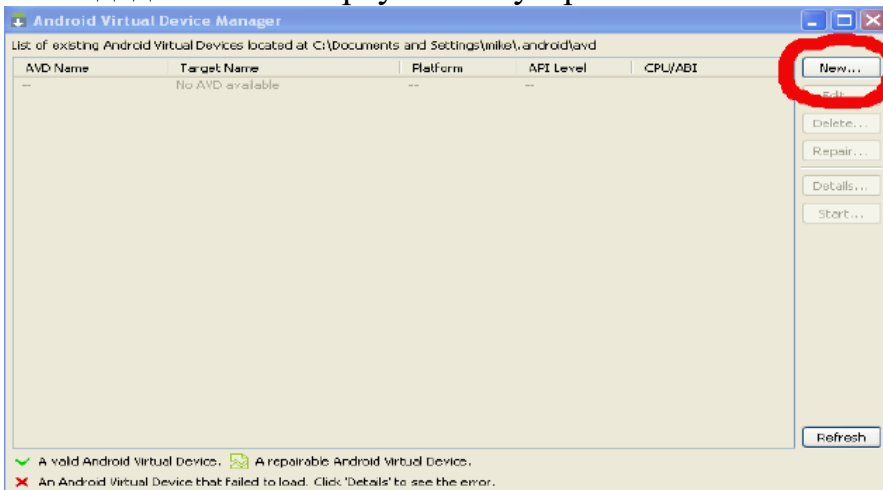 Android Virtual Device Manager
List of existing Android Virtual Devices located at C:\Documents and Settings\mike\.android\avd
AVD Name Target Name Platform API Level CPU/ABI New...
-- No AVD available -- -- Edit...
Delete...
Repair...
Details...
Start...
Refresh
A valid Android Virtual Device. A repairable Android Virtual Device.
An Android Virtual Device that failed to load. Click 'Details' to see the error.